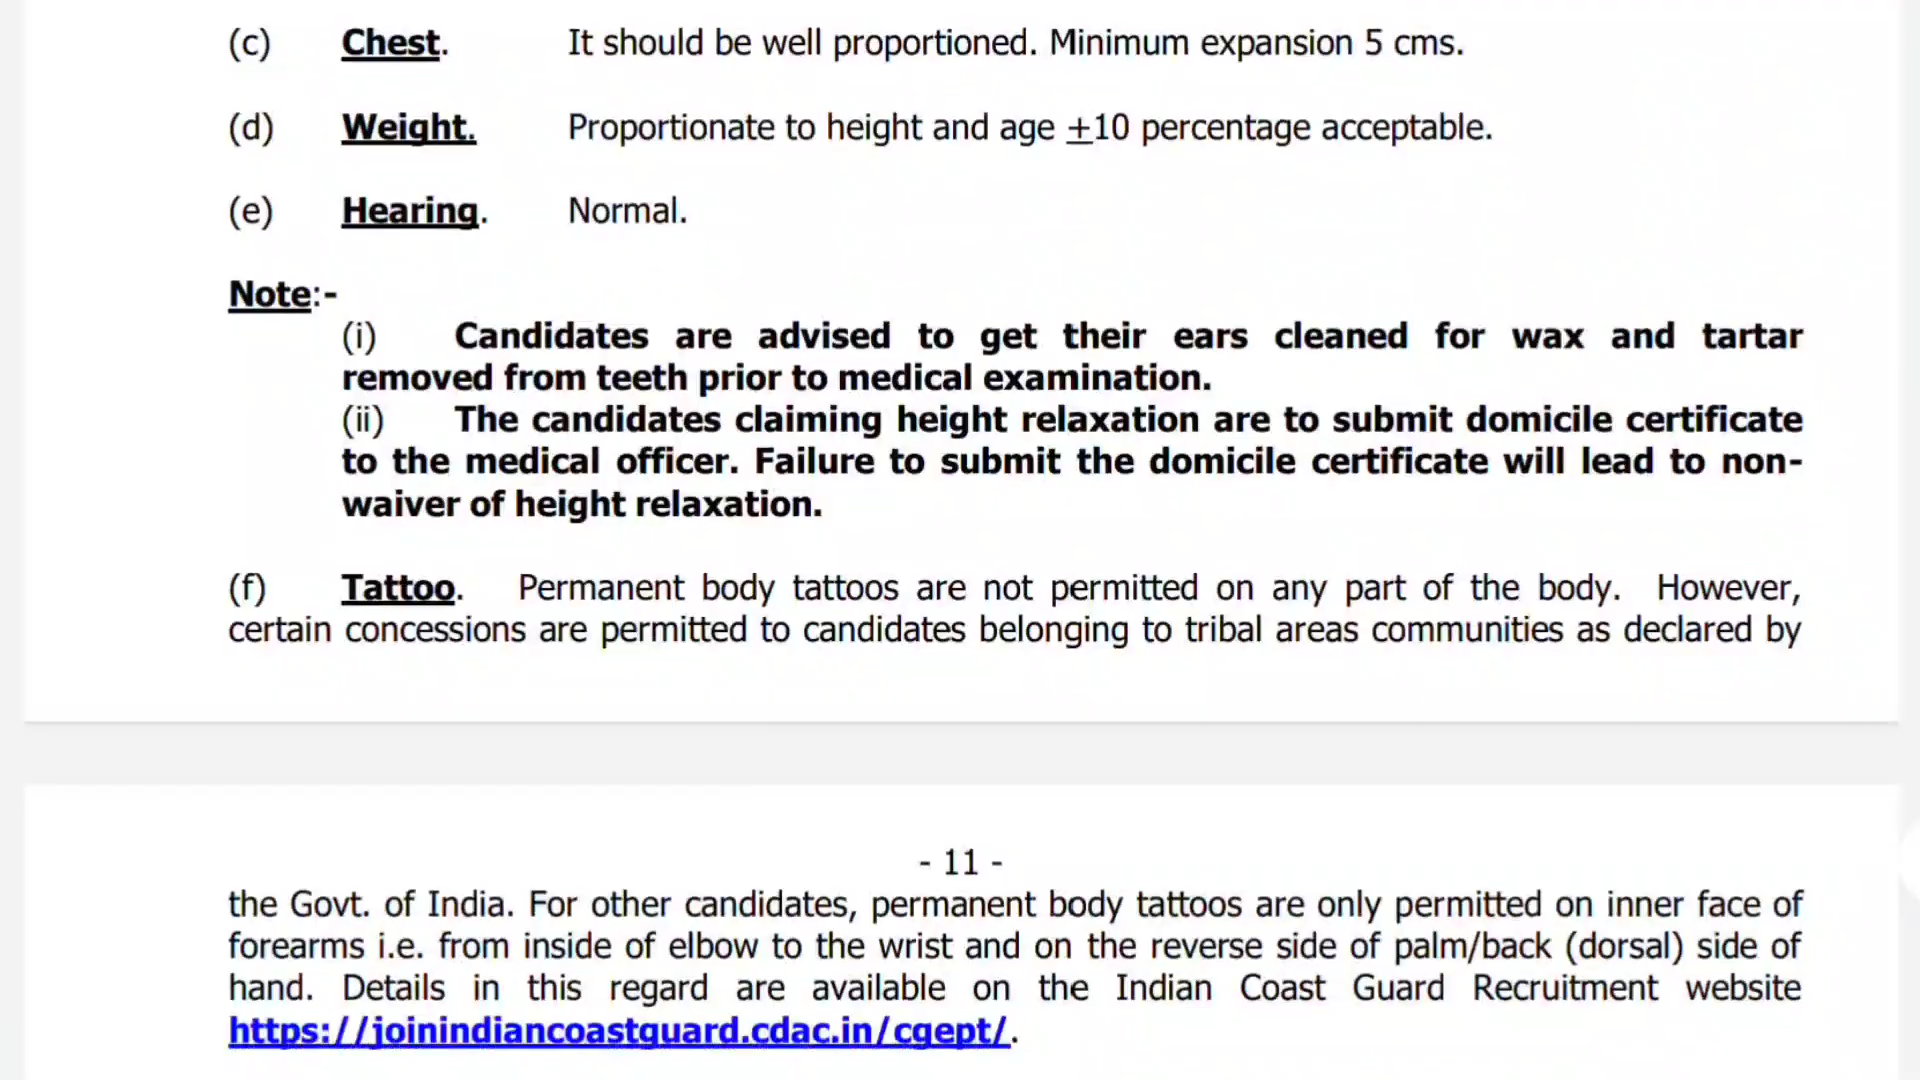 (c) Chest. It should be well proportioned. Minimum expansion 5 cms.
(d) Weight. Proportionate to height and age ±10 percentage acceptable.
(e) Hearing. Normal.
Note:-
(i) Candidates are advised to get their ears cleaned for wax and tartar
removed from teeth prior to medical examination.
(ii) The candidates claiming height relaxation are to submit domicile certificate
to the medical officer. Failure to submit the domicile certificate will lead to non-
waiver of height relaxation.
(f) Tattoo. Permanent body tattoos are not permitted on any part of the body. However,
certain concessions are permitted to candidates belonging to tribal areas communities as declared by
- 11 -
the Govt. of India. For other candidates, permanent body tattoos are only permitted on inner face of
forearms i.e. from inside of elbow to the wrist and on the reverse side of palm/back (dorsal) side of
hand. Details in this regard are available on the Indian Coast Guard Recruitment website
https://joinindiancoastguard.cdac.in/cgept/.